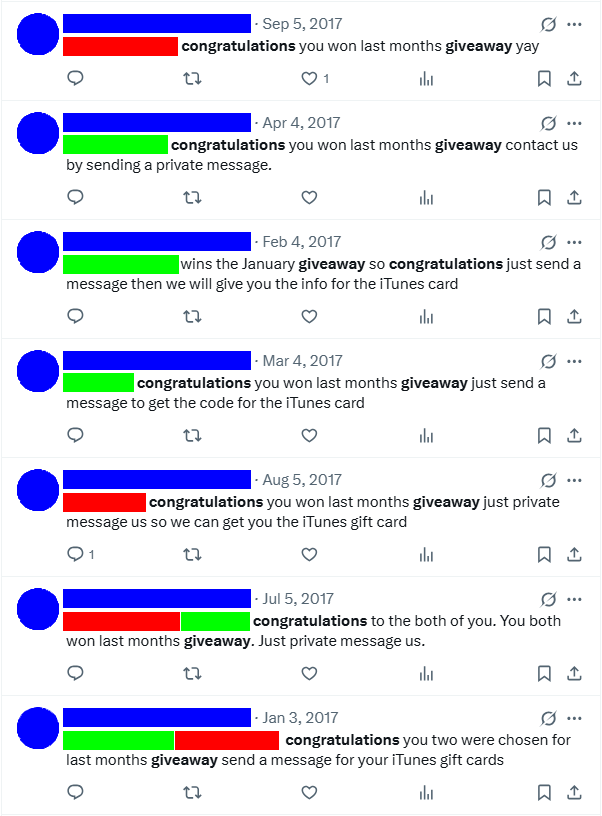 · Sep 5, 2017
congratulations you won last months giveaway yay
1
· Apr 4, 2017
congratulations you won last months giveaway contact us
by sending a private message.
· Feb 4, 2017
wins the January giveaway so congratulations just send a
message then we will give you the info for the iTunes card
· Mar 4, 2017
congratulations you won last months giveaway just send a
message to get the code for the iTunes card
· Aug 5, 2017
congratulations you won last months giveaway just private
message us so we can get you the iTunes gift card
1
· Jul 5, 2017
congratulations to the both of you. You both
won last months giveaway. Just private message us.
· Jan 3, 2017
congratulations you two were chosen for
last months giveaway send a message for your iTunes gift cards